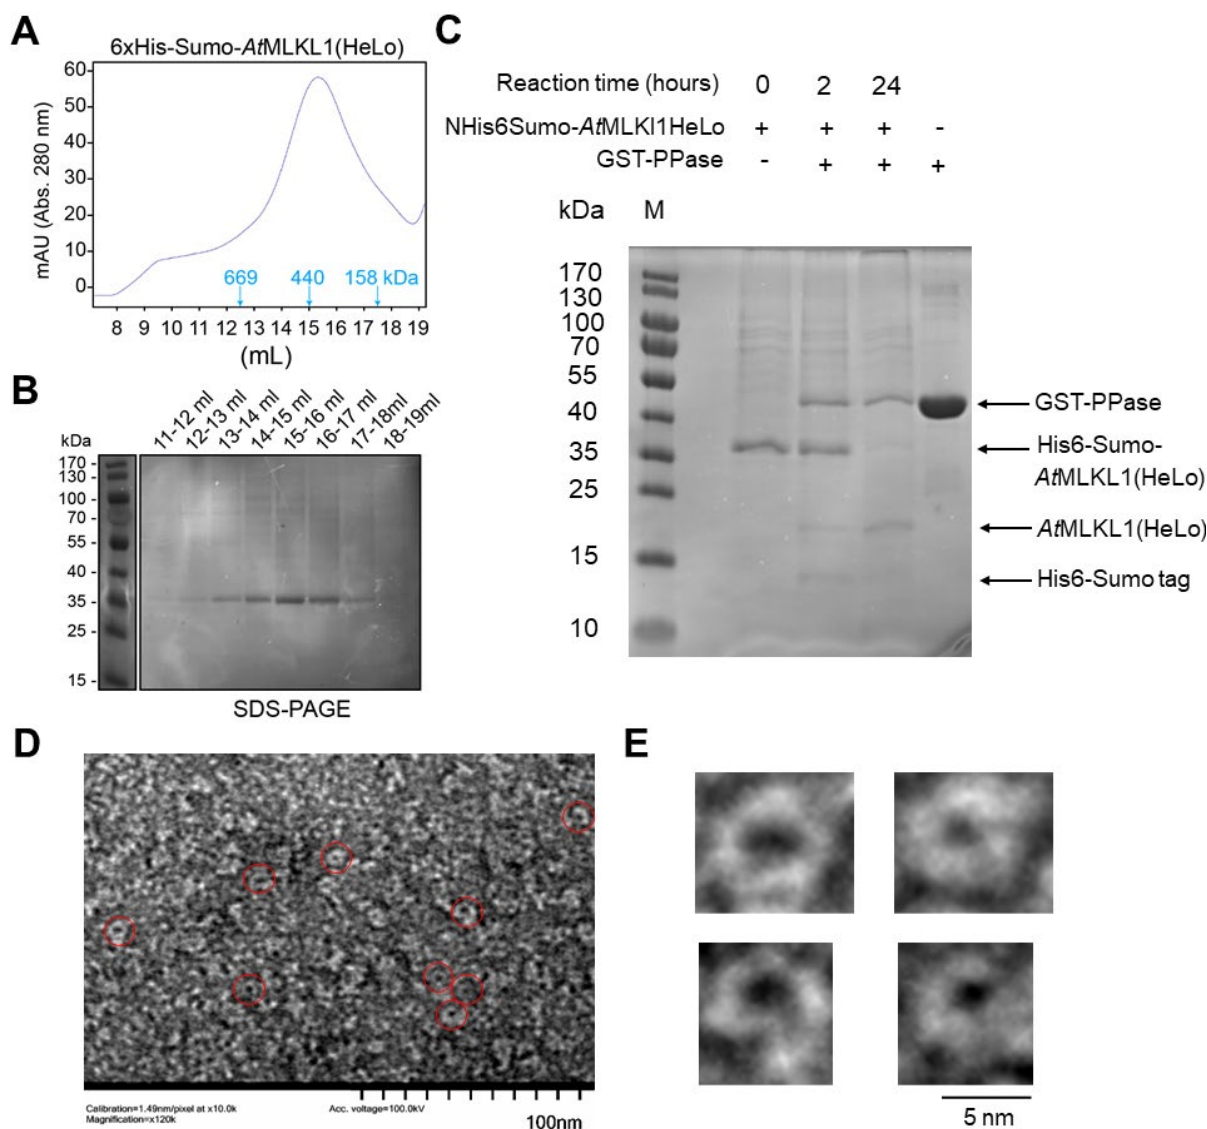 A
6xHis-Sumo-AtMLKL1(HeLo)
mAU (Abs. 280 nm)
60
50
40
30
20
10
0
669 440 158 kDa
8 9 10 11 12 13 14 15 16 17 18 19
(mL)
B
11-12 ml 12-13 ml 13-14 ml 14-15 ml 15-16 ml 16-17 ml 17-18ml 18-19ml
kDa
170 -
130 -
100 -
70 -
55 -
40 -
35 -
25 -
15 -
SDS-PAGE
C
Reaction time (hours) 0 2 24
NHis6Sumo-AtMLKl1HeLo + + + -
GST-PPase - + + +
kDa M
170
130
100
70
55
40
35
25
15
10
GST-PPase
His6-Sumo-
AtMLKL1(HeLo)
AtMLKL1(HeLo)
His6-Sumo tag
D
Calibration=1.49nm/pixel at x10.0k Acc. voltage=100.0kV
Magnification=x120k
100nm
E
5 nm